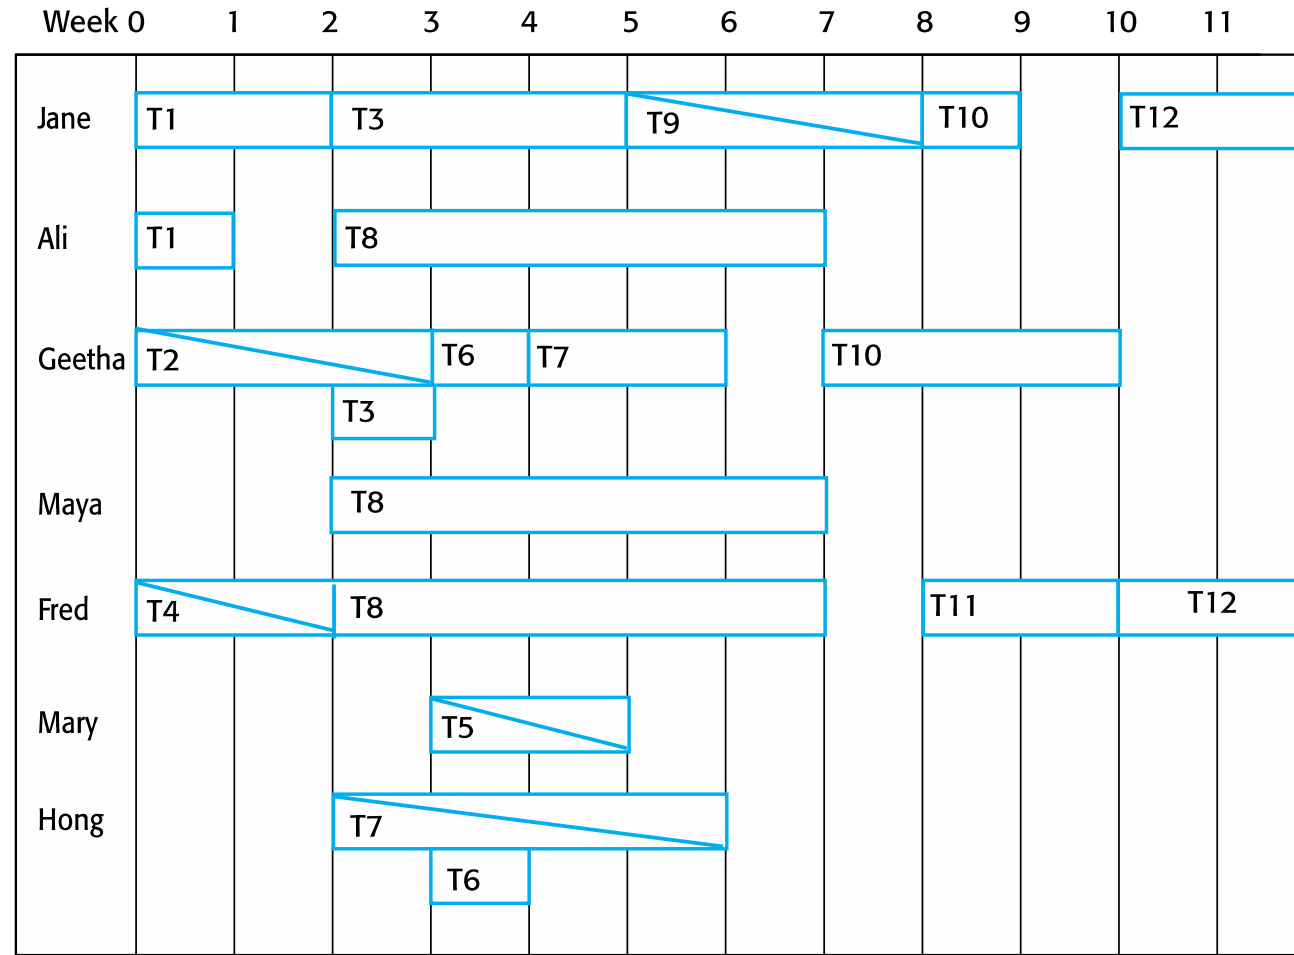 Week 0 1 2 3 4 5 6 7 8 9 10 11
Jane T1 T3 T9 T10 T12
Ali T1 T8
Geetha T2 T6 T7 T10
T3
Maya T8
Fred T4 T8 T11 T12
Mary T5
Hong T7
T6